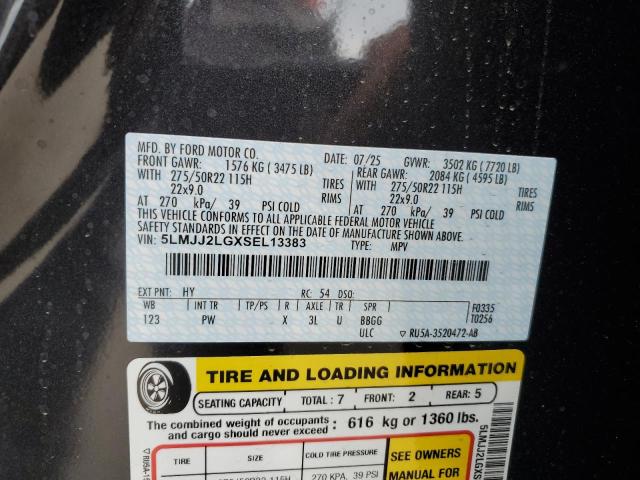 MFD. BY FORD MOTOR CO. DATE: 07/25 GVWR: 3502 KG ( 7720 LB)
FRONT GAWR: 1576 KG ( 3475 LB) REAR GAWR: 2084 KG ( 4595 LB)
WITH 275/50R22 115H TIRES WITH 275/50R22 115H TIRES
22x9.0 RIMS 22x9.0 RIMS
AT 270 kPa/ 39 PSI COLD AT 270 kPa/ 39 PSI COLD
THIS VEHICLE CONFORMS TO ALL APPLICABLE FEDERAL MOTOR VEHICLE
SAFETY STANDARDS IN EFFECT ON THE DATE OF MANUFACTURE SHOWN ABOVE.
VIN: 5LMJJ2LGXSEL13383 TYPE: MPV
EXT PNT: HY RC: 54 DSO:
WB INT TR TP/PS R AXLE TR SPR F0335
123 PW X 3L U BBGG T0256
ULC ▽ RU5A-3520472-AB
TIRE AND LOADING INFORMATION
SEATING CAPACITY TOTAL : 7 FRONT: 2 REAR: 5
The combined weight of occupants and cargo should never exceed : 616 kg or 1360 lbs.
TIRE SIZE COLD TIRE PRESSURE SEE OWNERS
275/50R22 115H 270 KPA, 39 PSI MANUAL FOR
5LMJJ2LGXS